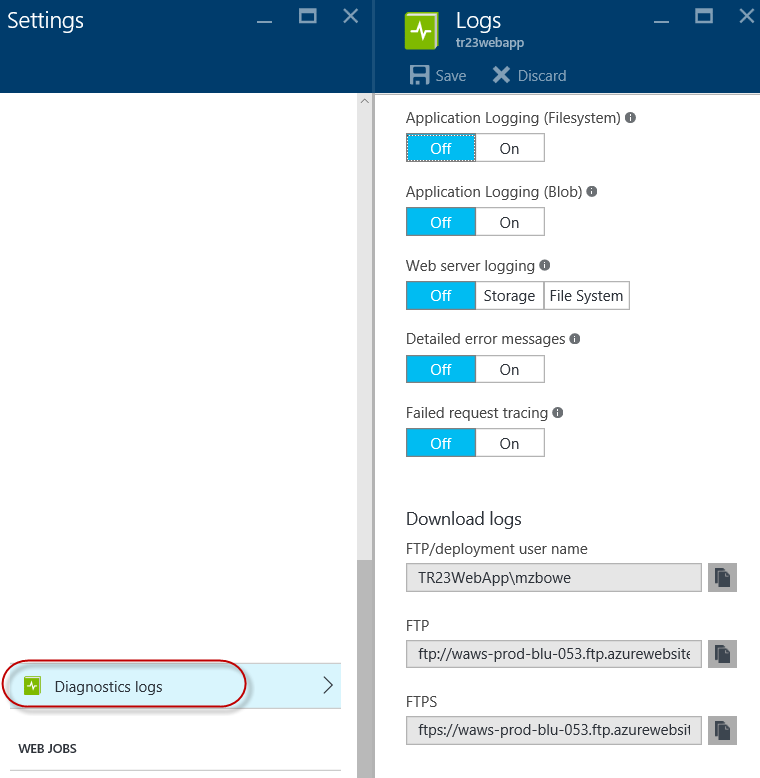 Settings
Diagnostics logs
WEB JOBS
Logs
tr23webapp
Save Discard
Application Logging (Filesystem)
Off On
Application Logging (Blob)
Off On
Web server logging
Off Storage File System
Detailed error messages
Off On
Failed request tracing
Off On
Download logs
FTP/deployment user name
TR23WebApp\mzbowe
FTP
ftp://waws-prod-blu-053.ftp.azurewebsite
FTPS
ftps://waws-prod-blu-053.ftp.azurewebsit